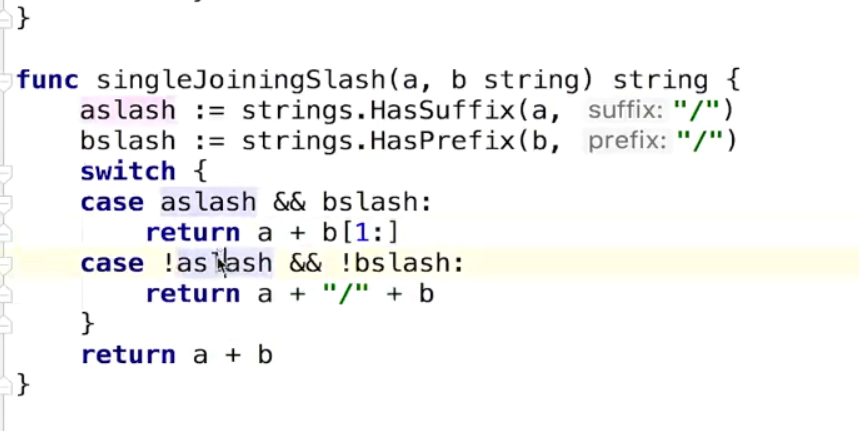 }
func singleJoiningSlash(a, b string) string {
    aslash := strings.HasSuffix(a, suffix: "/")
    bslash := strings.HasPrefix(b, prefix: "/")
    switch {
    case aslash && bslash:
        return a + b[1:]
    case !aslash && !bslash:
        return a + "/" + b
    }
    return a + b
}